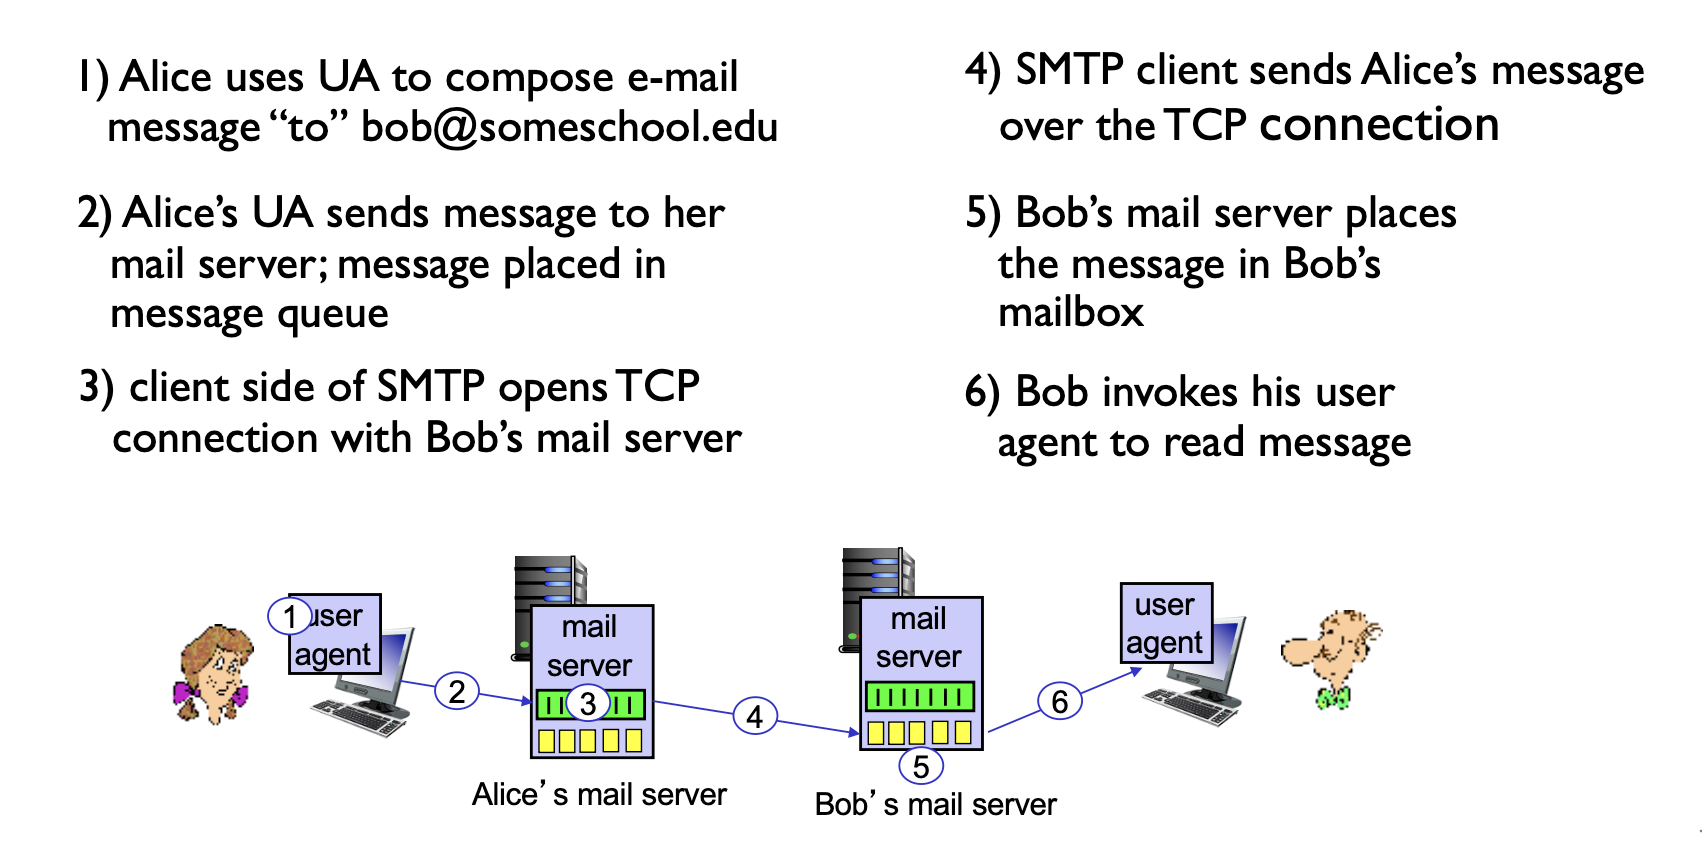 1) Alice uses UA to compose e-mail
message “to” bob@someschool.edu
2) Alice’s UA sends message to her
mail server; message placed in
message queue
3) client side of SMTP opens TCP
connection with Bob’s mail server
4) SMTP client sends Alice’s message
over the TCP connection
5) Bob’s mail server places
the message in Bob’s
mailbox
6) Bob invokes his user
agent to read message
1
user
agent
2
mail
server
3
Alice’s mail server
4
mail
server
5
Bob’s mail server
6
user
agent